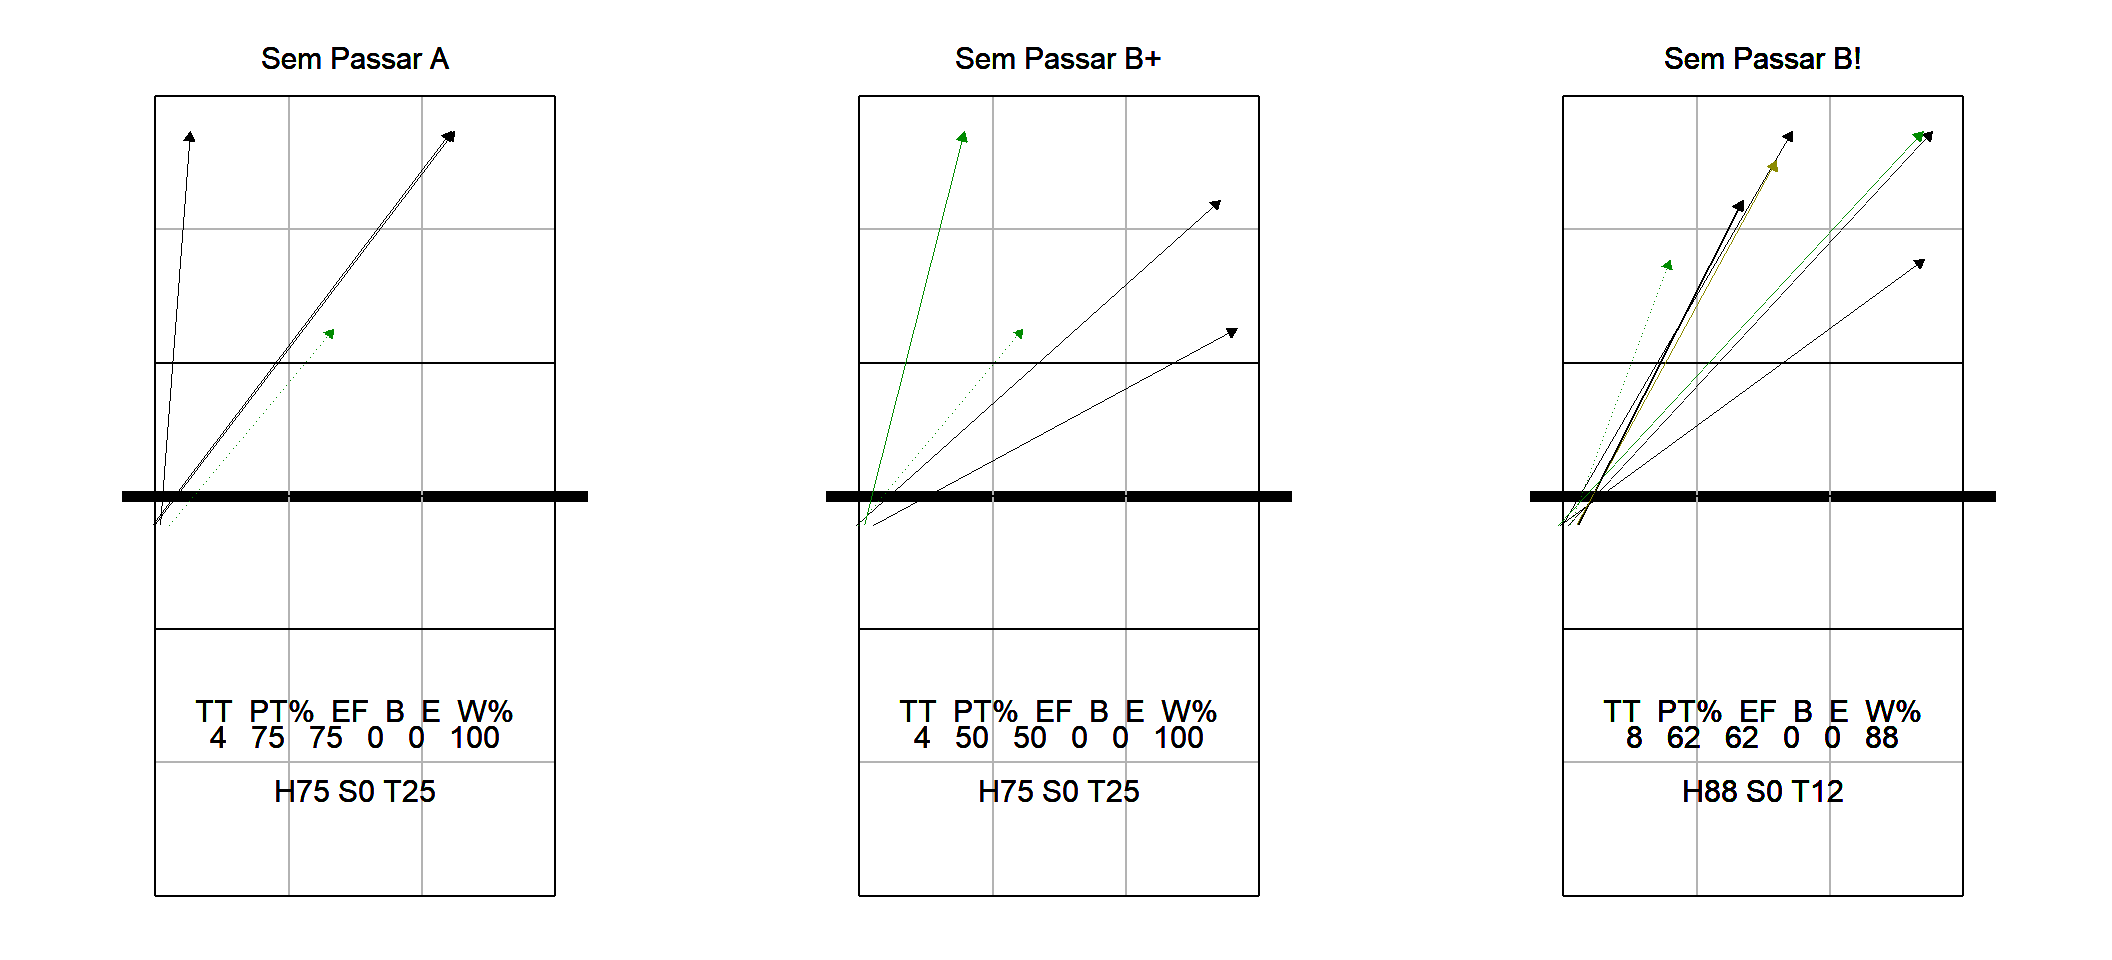 Sem Passar A
TT PT% EF B E W%
4 75 75 0 0 100
H75 S0 T25
Sem Passar B+
TT PT% EF B E W%
4 50 50 0 0 100
H75 S0 T25
Sem Passar B!
TT PT% EF B E W%
8 62 62 0 0 88
H88 S0 T12